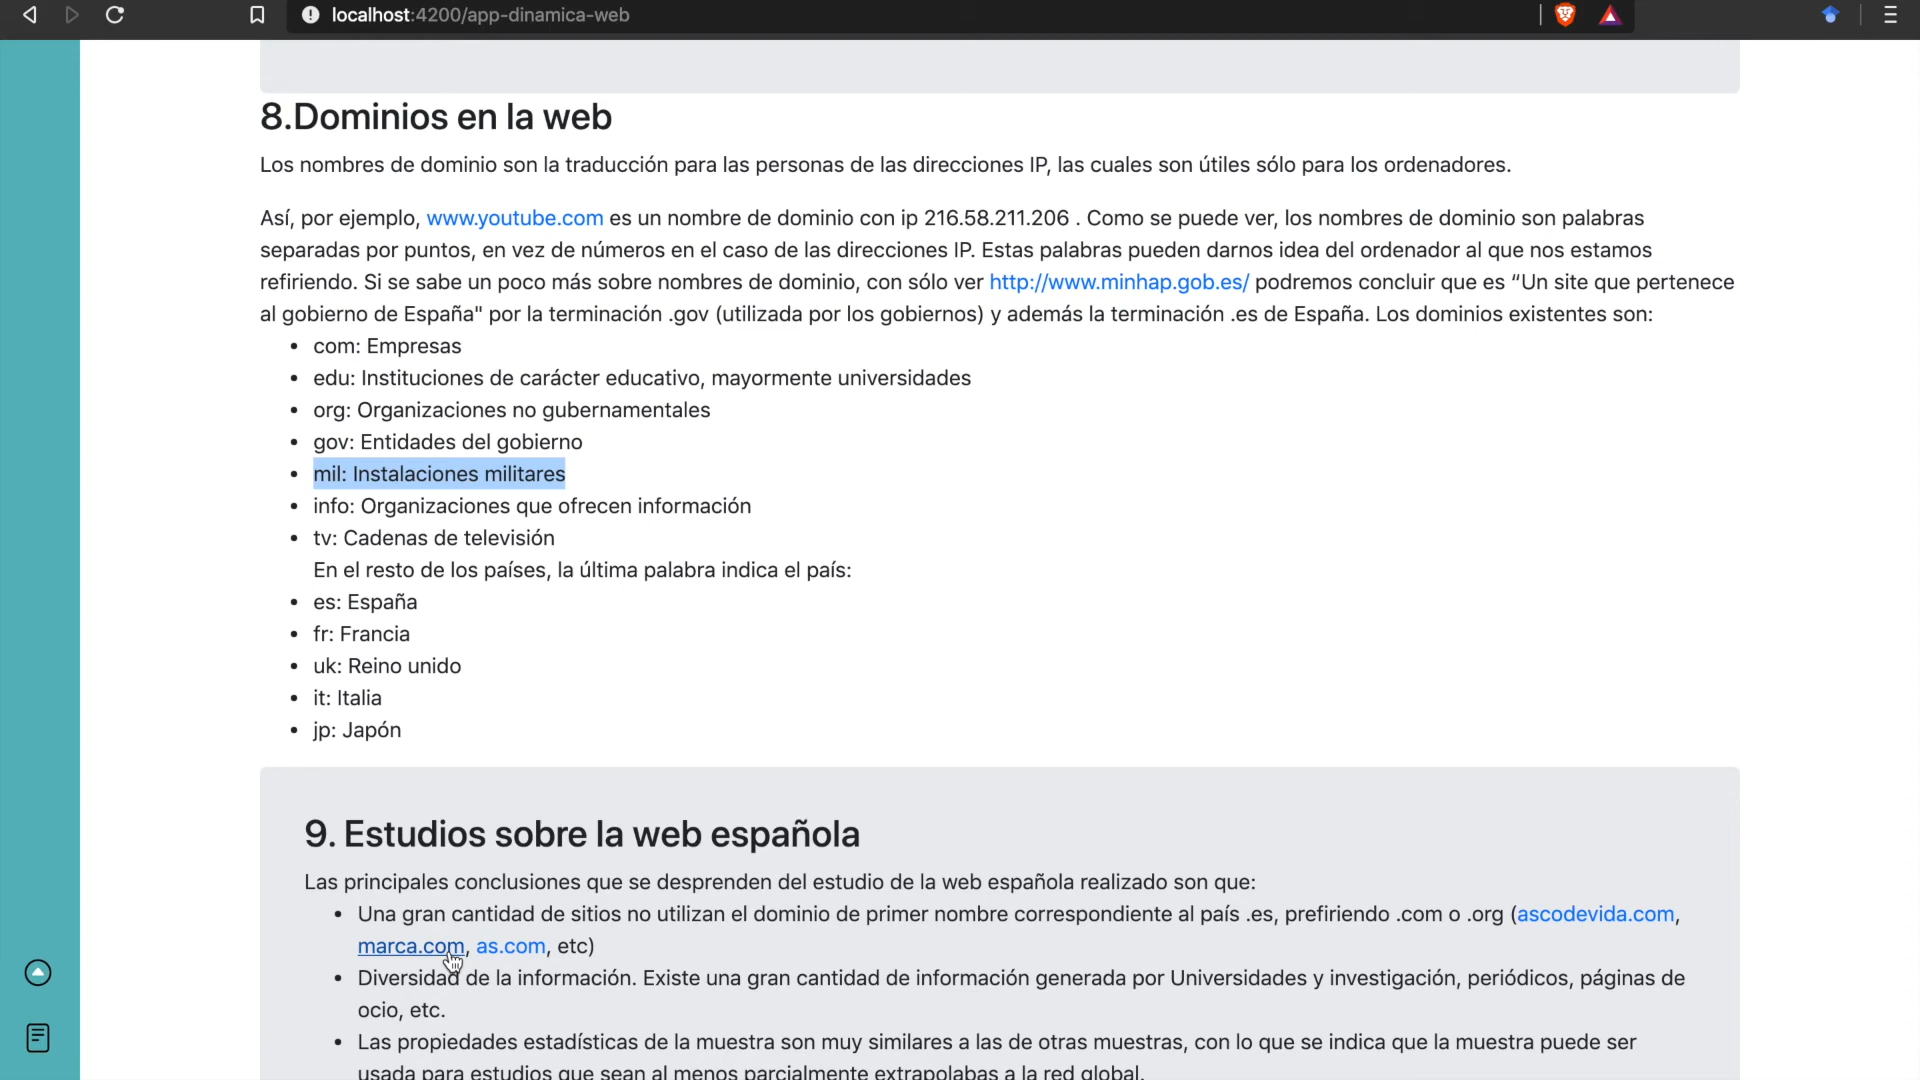 localhost:4200/app-dinamica-web
8.Dominios en la web
Los nombres de dominio son la traducción para las personas de las direcciones IP, las cuales son útiles sólo para los ordenadores.
Así, por ejemplo, www.youtube.com es un nombre de dominio con ip 216.58.211.206 . Como se puede ver, los nombres de dominio son palabras
separadas por puntos, en vez de números en el caso de las direcciones IP. Estas palabras pueden darnos idea del ordenador al que nos estamos
refiriendo. Si se sabe un poco más sobre nombres de dominio, con sólo ver http://www.minhap.gob.es/ podremos concluir que es “Un site que pertenece
al gobierno de España" por la terminación .gov (utilizada por los gobiernos) y además la terminación .es de España. Los dominios existentes son:
• com: Empresas
• edu: Instituciones de carácter educativo, mayormente universidades
• org: Organizaciones no gubernamentales
• gov: Entidades del gobierno
• mil: Instalaciones militares
• info: Organizaciones que ofrecen información
• tv: Cadenas de televisión
En el resto de los países, la última palabra indica el país:
• es: España
• fr: Francia
• uk: Reino unido
• it: Italia
• jp: Japón
9. Estudios sobre la web española
Las principales conclusiones que se desprenden del estudio de la web española realizado son que:
• Una gran cantidad de sitios no utilizan el dominio de primer nombre correspondiente al país .es, prefiriendo .com o .org (ascodevida.com,
marca.com, as.com, etc)
• Diversidad de la información. Existe una gran cantidad de información generada por Universidades y investigación, periódicos, páginas de
ocio, etc.
• Las propiedades estadísticas de la muestra son muy similares a las de otras muestras, con lo que se indica que la muestra puede ser
usada para estudios que sean al menos parcialmente extrapolabas a la red global.